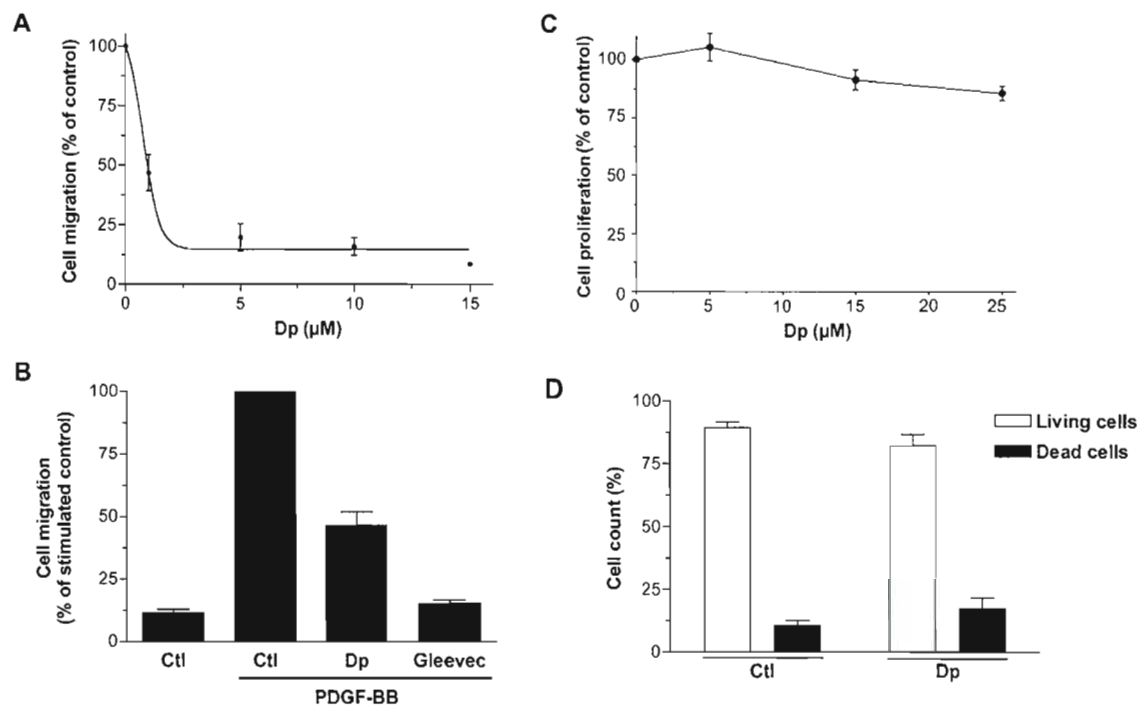 A
Cell migration (% of control)
100
75
50
25
0
0 5 10 15
Dp (µM)
C
Cell proliferation (% of control)
100
75
50
25
0
0 5 10 15 20 25
Dp (µM)
B
Cell migration
(% of stimulated control)
100
75
50
25
0
Ctl Ctl Dp Gleevec
PDGF-BB
D
Cell count (%)
100
75
50
25
0
Ctl Dp
Living cells
Dead cells